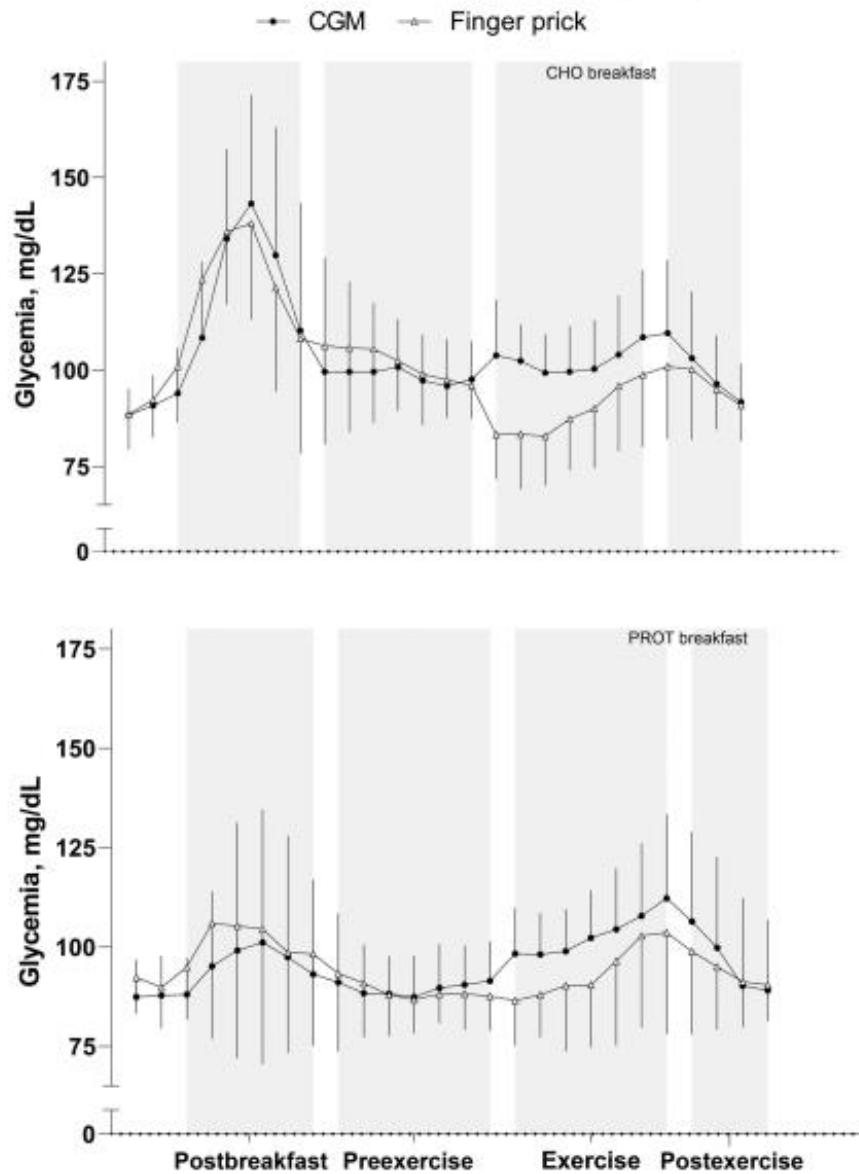 CGM Finger prick
CHO breakfast
Glycemia, mg/dL
175
150
125
100
75
0
PROT breakfast
Glycemia, mg/dL
175
150
125
100
75
0
Postbreakfast Preexercise Exercise Postexercise